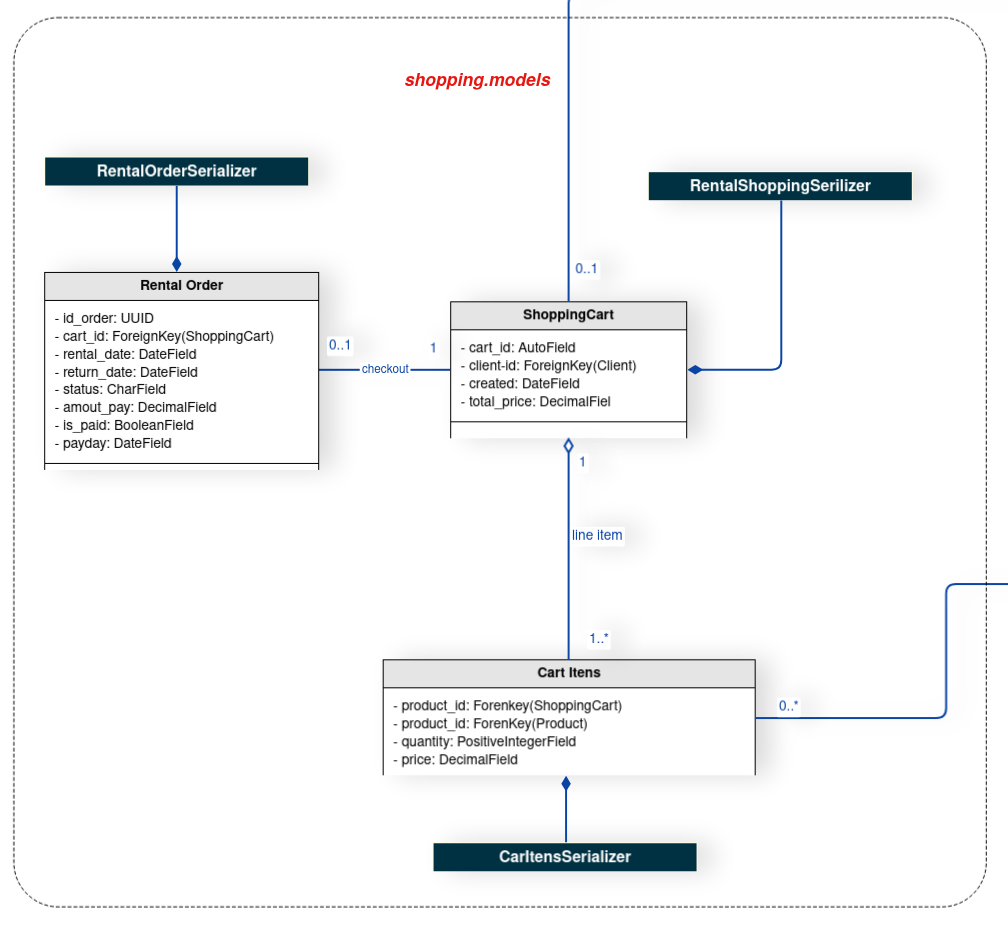 shopping.models
RentalOrderSerializer
RentalShoppingSerilizer
0..1
Rental Order
- id_order: UUID
- cart_id: ForeignKey(ShoppingCart)
- rental_date: DateField
- return_date: DateField
- status: CharField
- amout_pay: DecimalField
- is_paid: BooleanField
- payday: DateField
0..1
checkout
1
ShoppingCart
- cart_id: AutoField
- client-id: ForeignKey(Client)
- created: DateField
- total_price: DecimalFiel
1
line item
1..*
Cart Itens
- product_id: Forenkey(ShoppingCart)
- product_id: ForenKey(Product)
- quantity: PositiveIntegerField
- price: DecimalField
0..*
CarItensSerializer